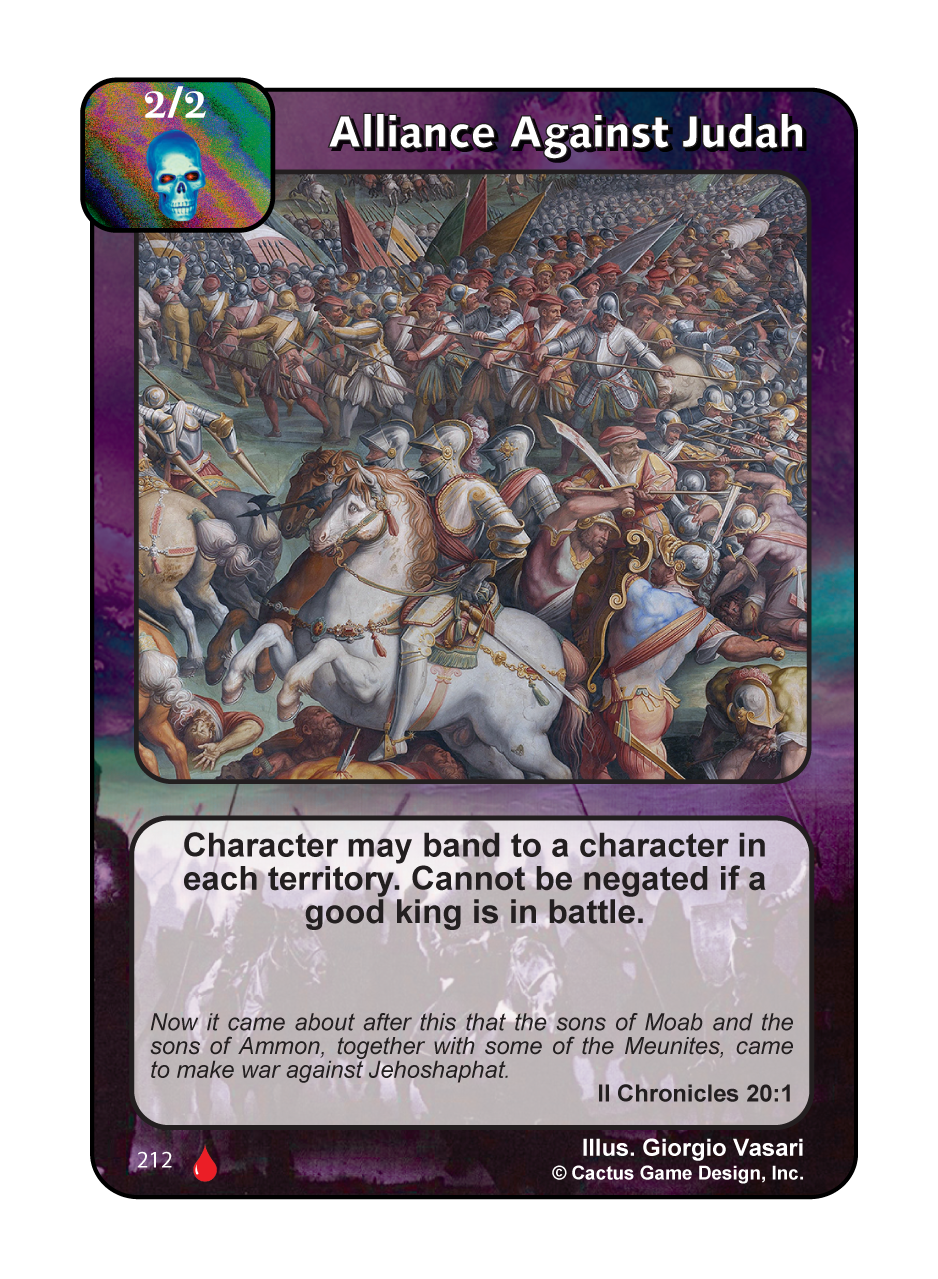 2/2
Alliance Against Judah
Character may band to a character in
each territory. Cannot be negated if a
good king is in battle.
Now it came about after this that the sons of Moab and the
sons of Ammon, together with some of the Meunites, came
to make war against Jehoshaphat.
II Chronicles 20:1
212
Illus. Giorgio Vasari
© Cactus Game Design, Inc.